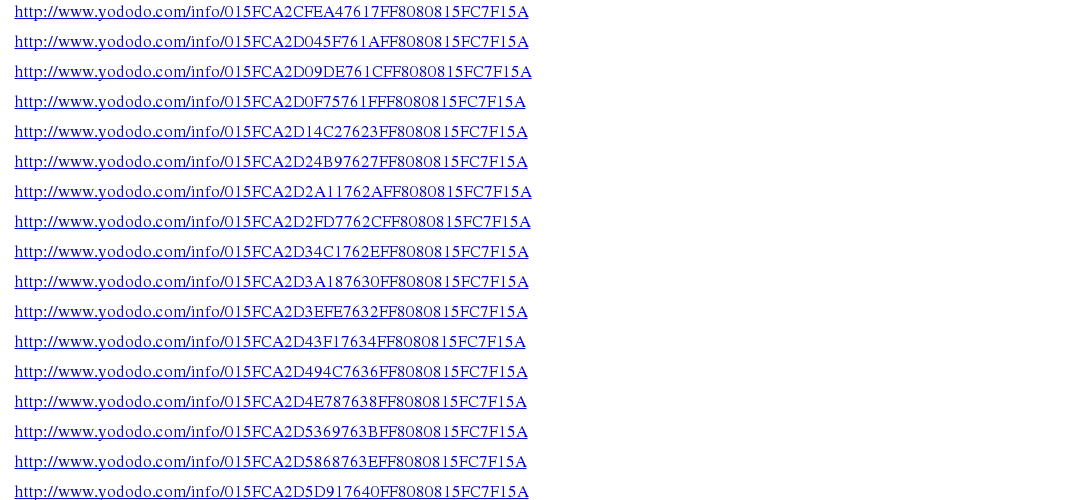 http://www.yododo.com/info/015FCA2CFEA47617FF8080815FC7F15A
http://www.yododo.com/info/015FCA2D045F761AFF8080815FC7F15A
http://www.yododo.com/info/015FCA2D09DE761CFF8080815FC7F15A
http://www.yododo.com/info/015FCA2D0F75761FFF8080815FC7F15A
http://www.yododo.com/info/015FCA2D14C27623FF8080815FC7F15A
http://www.yododo.com/info/015FCA2D24B97627FF8080815FC7F15A
http://www.yododo.com/info/015FCA2D2A11762AFF8080815FC7F15A
http://www.yododo.com/info/015FCA2D2FD7762CFF8080815FC7F15A
http://www.yododo.com/info/015FCA2D34C1762EFF8080815FC7F15A
http://www.yododo.com/info/015FCA2D3A187630FF8080815FC7F15A
http://www.yododo.com/info/015FCA2D3EFE7632FF8080815FC7F15A
http://www.yododo.com/info/015FCA2D43F17634FF8080815FC7F15A
http://www.yododo.com/info/015FCA2D494C7636FF8080815FC7F15A
http://www.yododo.com/info/015FCA2D4E787638FF8080815FC7F15A
http://www.yododo.com/info/015FCA2D5369763BFF8080815FC7F15A
http://www.yododo.com/info/015FCA2D5868763EFF8080815FC7F15A
http://www.yododo.com/info/015FCA2D5D917640FF8080815FC7F15A